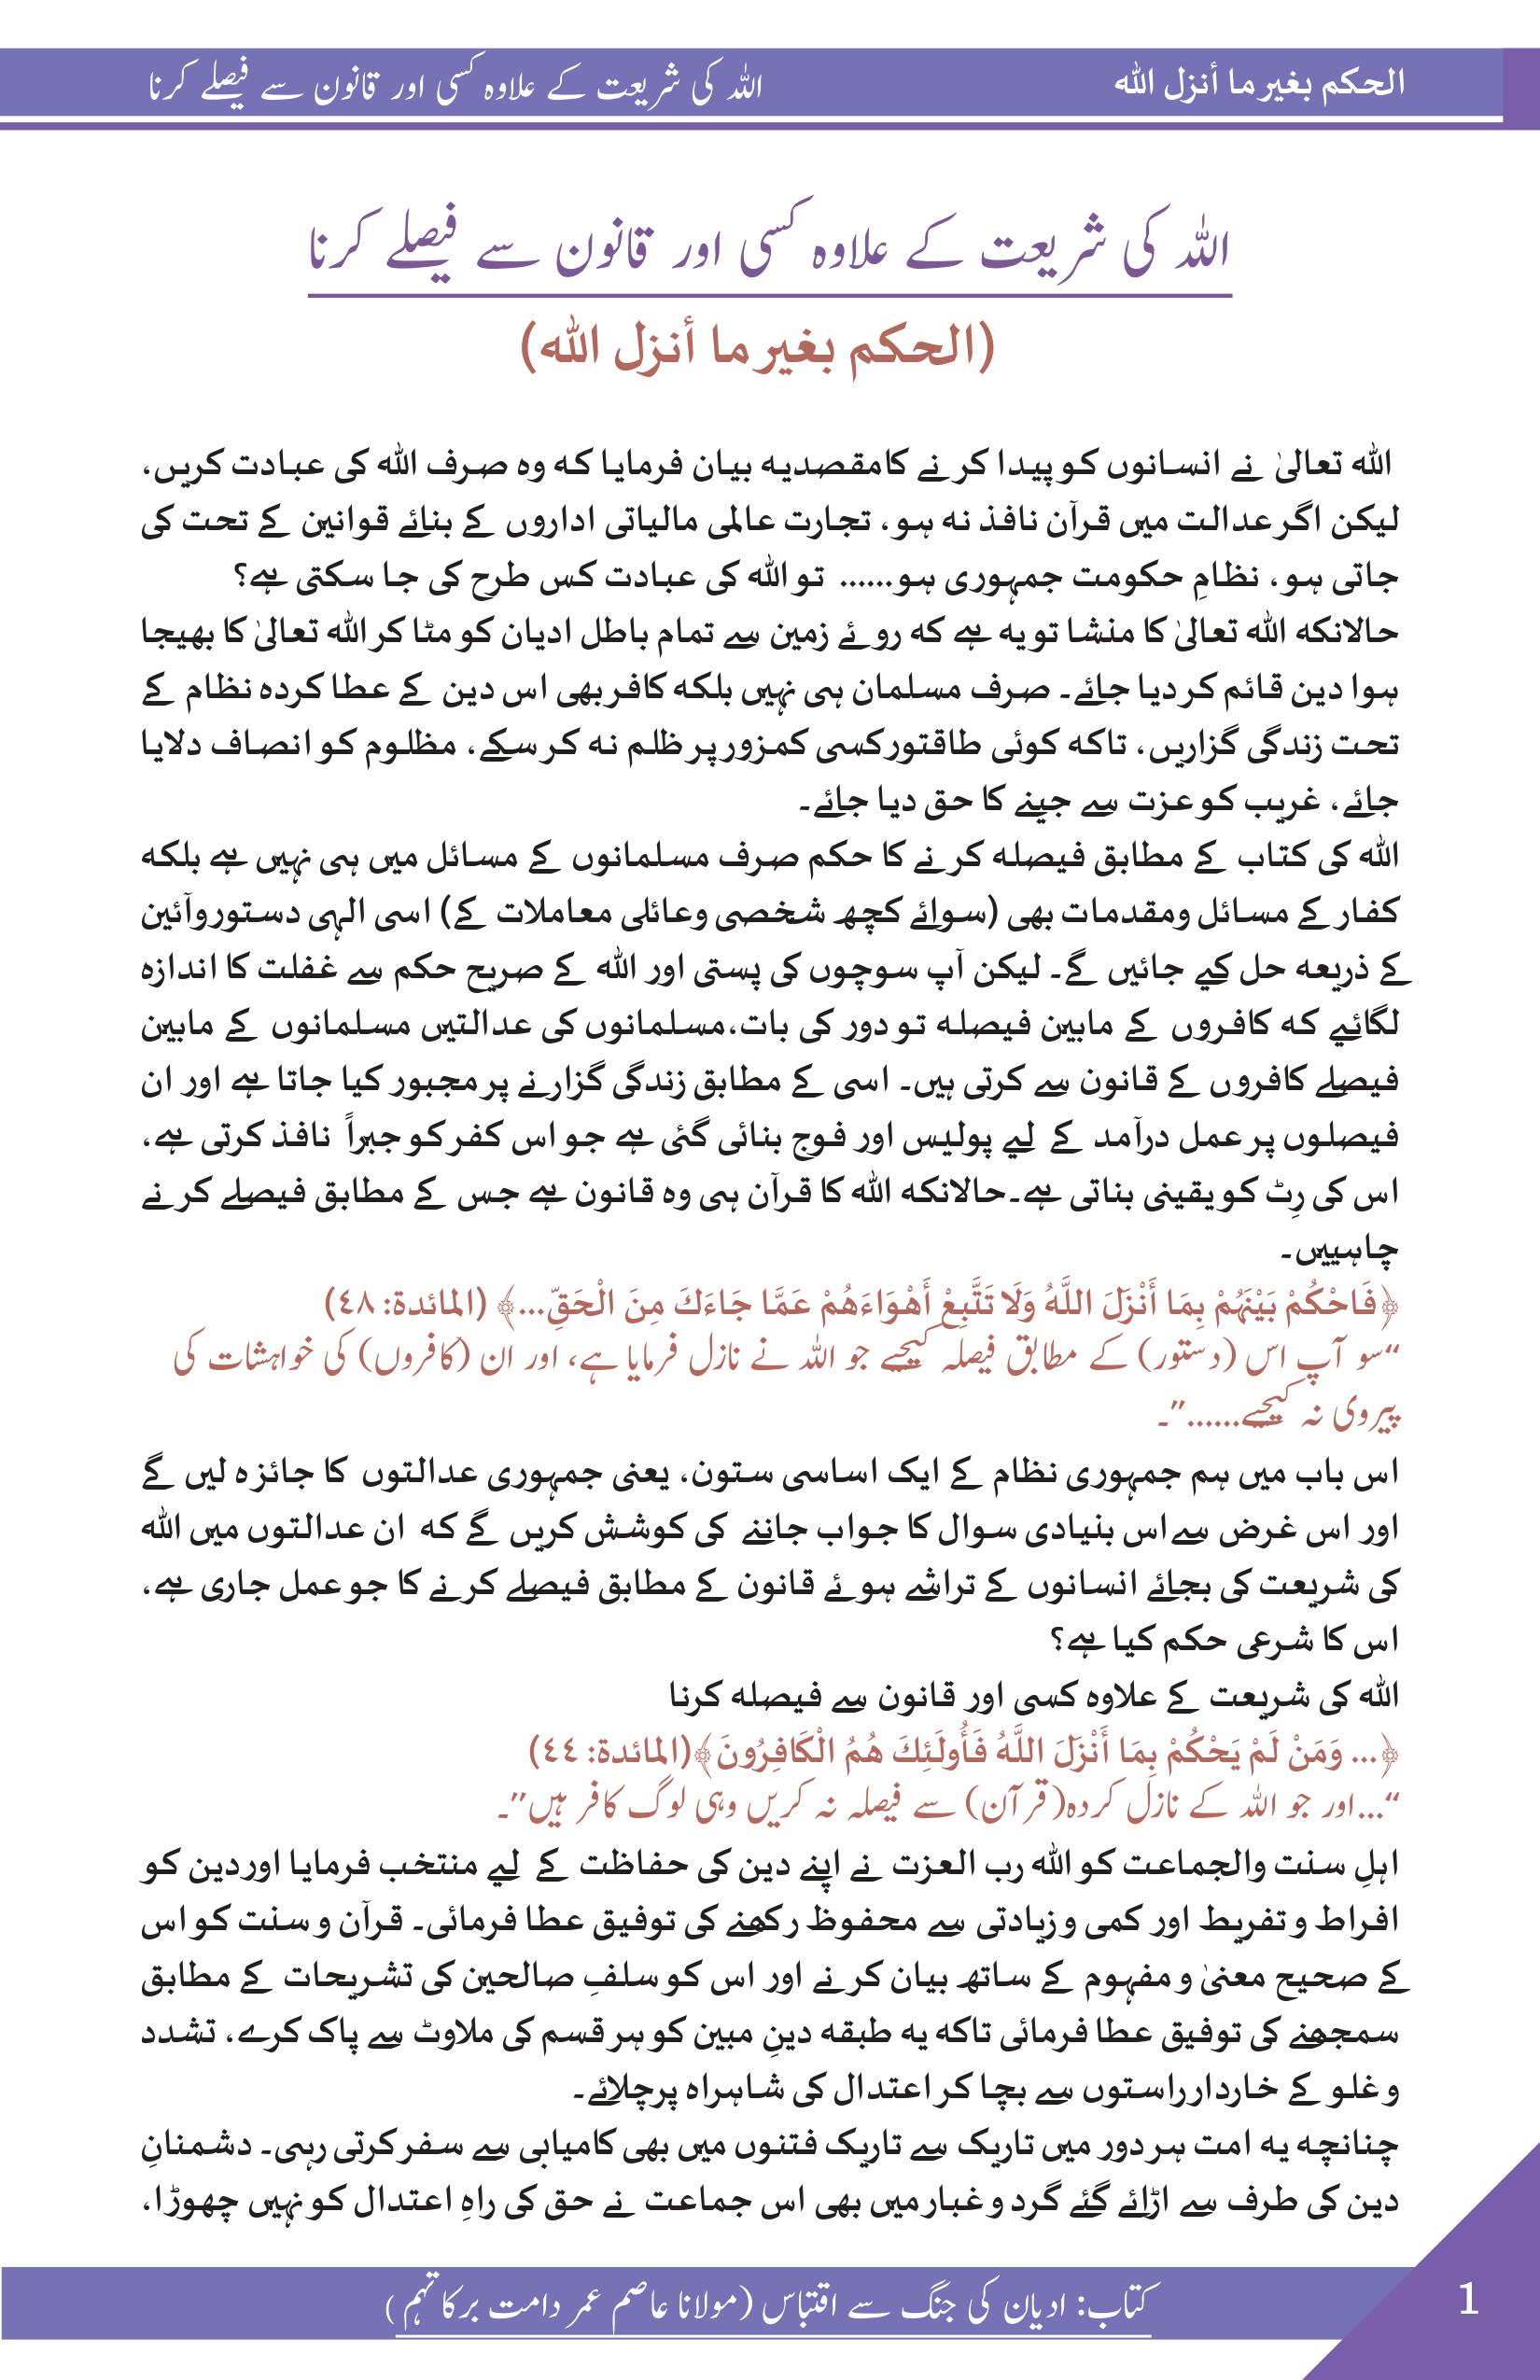 الحكم بغير ما أنزل الله
اللہ کی شریعت کے علاوہ کسی اور قانون سے فیصلے کرنا
اللہ کی شریعت کے علاوہ کسی اور قانون سے فیصلے کرنا
(الحكم بغير ما أنزل الله)
اللہ تعالیٰ نے انسانوں کو پیدا کرنے کا مقصد یہ بیان فرمایا کہ وہ صرف اللہ کی عبادت کریں،
لیکن اگر عدالت میں قرآن نافذ نہ ہو، تجارت عالمی مالیاتی اداروں کے بنائے قوانین کے تحت کی
جاتی ہو، نظامِ حکومت جمہوری ہو...... تو اللہ کی عبادت کس طرح کی جا سکتی ہے؟
حالانکہ اللہ تعالیٰ کا منشا تو یہ ہے کہ روئے زمین سے تمام باطل ادیان کو مٹا کر اللہ تعالیٰ کا بھیجا
ہوا دین قائم کر دیا جائے۔ صرف مسلمان ہی نہیں بلکہ کافر بھی اس دین کے عطا کردہ نظام کے
تحت زندگی گزاریں، تاکہ کوئی طاقتور کسی کمزور پر ظلم نہ کر سکے، مظلوم کو انصاف دلایا
جائے، غریب کو عزت سے جینے کا حق دیا جائے۔
اللہ کی کتاب کے مطابق فیصلہ کرنے کا حکم صرف مسلمانوں کے مسائل میں ہی نہیں ہے بلکہ
کفار کے مسائل ومقدمات بھی (سوائے کچھ شخصی وعائلی معاملات کے) اسی الہی دستور وآئین
کے ذریعہ حل کیے جائیں گے۔ لیکن آپ سوچوں کی پستی اور اللہ کے صریح حکم سے غفلت کا اندازہ
لگائیے کہ کافروں کے مابین فیصلہ تو دور کی بات،مسلمانوں کی عدالتیں مسلمانوں کے مابین
فیصلے کافروں کے قانون سے کرتی ہیں۔ اسی کے مطابق زندگی گزارنے پر مجبور کیا جاتا ہے اور ان
فیصلوں پر عمل درآمد کے لیے پولیس اور فوج بنائی گئی ہے جو اس کفر کو جبراً نافذ کرتی ہے،
اس کی رِٹ کو یقینی بناتی ہے۔حالانکہ اللہ کا قرآن ہی وہ قانون ہے جس کے مطابق فیصلے کرنے
چاہییں۔
﴿فَاحْكُمْ بَيْنَهُمْ بِمَا أَنْزَلَ اللَّهُ وَلَا تَتَّبِعْ أَهْوَاءَهُمْ عَمَّا جَاءَكَ مِنَ الْحَقِّ...﴾ (المائدة: ٤٨)
“سو آپ اس (دستور) کے مطابق فیصلہ کیجیے جو اللہ نے نازل فرمایا ہے، اور ان (کافروں) کی خواہشات کی
پیروی نہ کیجیے......”۔
اس باب میں ہم جمہوری نظام کے ایک اساسی ستون، یعنی جمہوری عدالتوں کا جائزہ لیں گے
اور اس غرض سےاس بنیادی سوال کا جواب جاننے کی کوشش کریں گے کہ ان عدالتوں میں اللہ
کی شریعت کی بجائے انسانوں کے تراشے ہوئے قانون کے مطابق فیصلے کرنے کا جو عمل جاری ہے،
اس کا شرعی حکم کیا ہے؟
اللہ کی شریعت کے علاوہ کسی اور قانون سے فیصلہ کرنا
﴿... وَمَنْ لَمْ يَحْكُمْ بِمَا أَنْزَلَ اللَّهُ فَأُولَئِكَ هُمُ الْكَافِرُونَ﴾(المائدة: ٤٤)
“...اور جو اللہ کے نازل کردہ(قرآن) سے فیصلہ نہ کریں وہی لوگ کافر ہیں”۔
اہلِ سنت والجماعت کو اللہ رب العزت نے اپنے دین کی حفاظت کے لیے منتخب فرمایا اور دین کو
افراط و تفریط اور کمی و زیادتی سے محفوظ رکھنے کی توفیق عطا فرمائی۔ قرآن و سنت کو اس
کے صحیح معنیٰ و مفہوم کے ساتھ بیان کرنے اور اس کو سلفِ صالحین کی تشریحات کے مطابق
سمجھنے کی توفیق عطا فرمائی تاکہ یہ طبقہ دینِ مبین کو ہر قسم کی ملاوٹ سے پاک کرے، تشدد
و غلو کے خاردار راستوں سے بچا کر اعتدال کی شاہراہ پر چلائے۔
چنانچہ یہ امت ہر دور میں تاریک سے تاریک فتنوں میں بھی کامیابی سے سفر کرتی رہی۔ دشمنانِ
دین کی طرف سے اڑائے گئے گرد و غبار میں بھی اس جماعت نے حق کی راہِ اعتدال کو نہیں چھوڑا،
کتاب: ادیان کی جنگ سے اقتباس (مولانا عاصم عمر دامت برکاتہم)
1